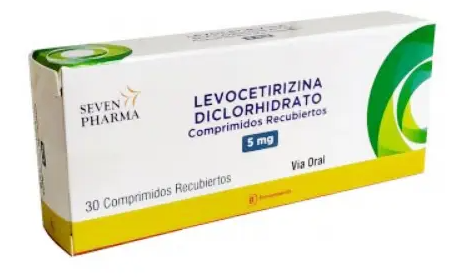 SEVEN
PHARMA
LEVOCETIRIZINA
DICLORHIDRATO
Comprimidos Recubiertos
5 mg
Vía Oral
30 Comprimidos Recubiertos